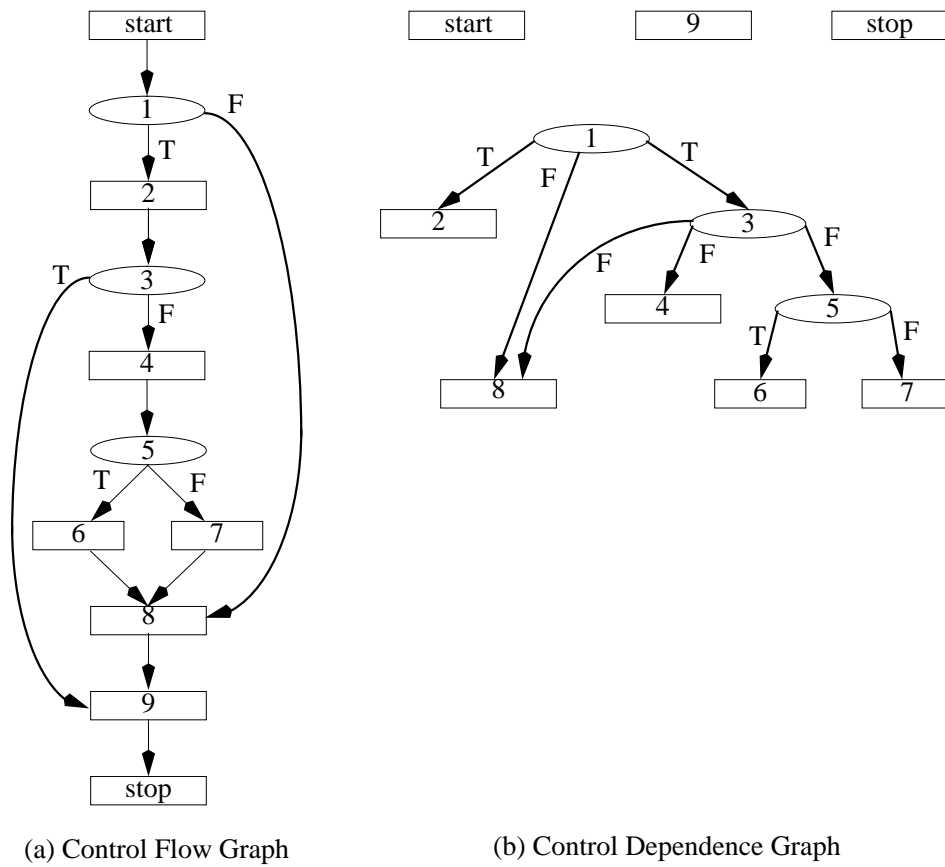 start
1
F
T
2
T
3
F
4
5
T
F
6
7
8
9
stop
(a) Control Flow Graph
start
9
stop
1
T
F
T
2
3
F
F
F
4
5
T
F
8
6
7
(b) Control Dependence Graph